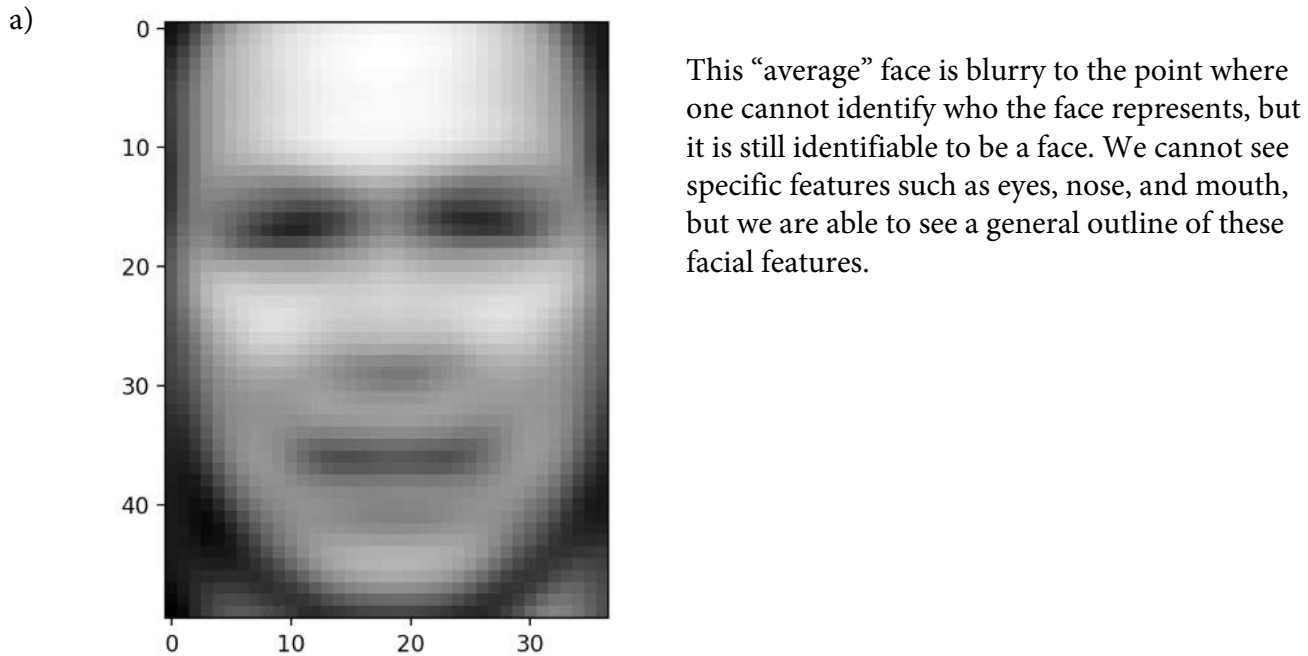 a)
0
10
20
30
40
0 10 20 30
This “average” face is blurry to the point where
one cannot identify who the face represents, but
it is still identifiable to be a face. We cannot see
specific features such as eyes, nose, and mouth,
but we are able to see a general outline of these
facial features.